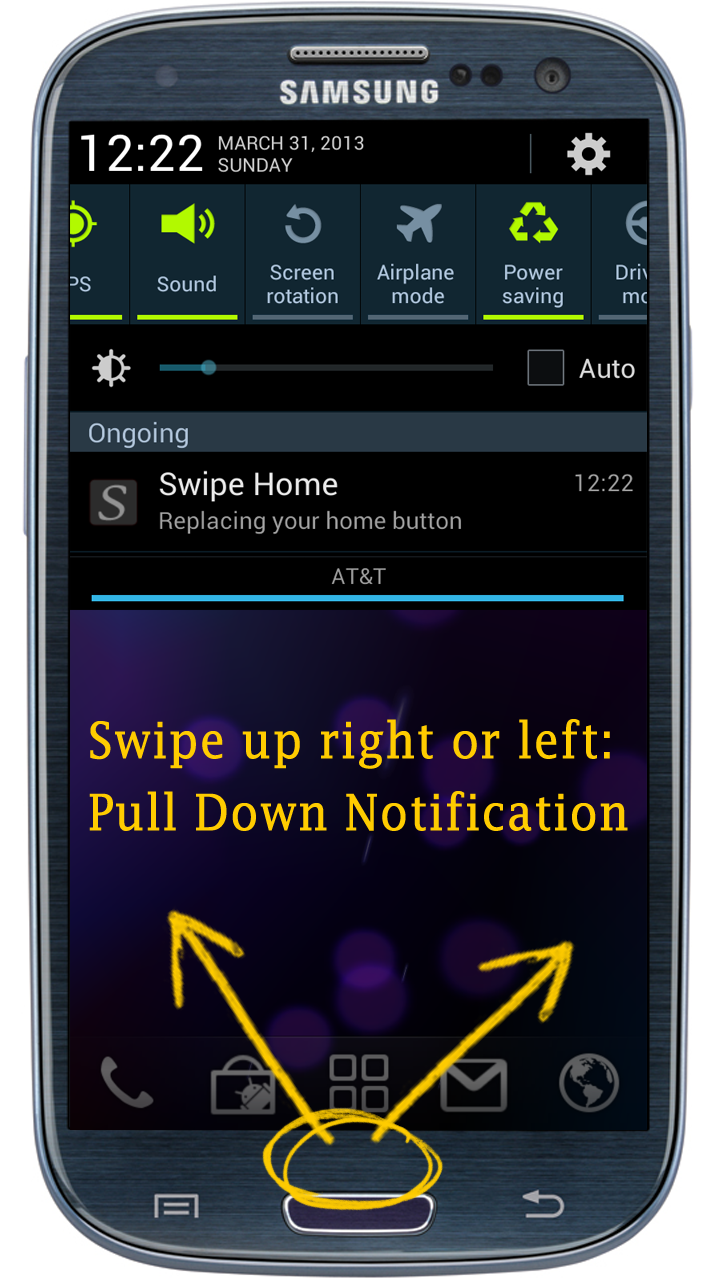 SAMSUNG
12:22 MARCH 31, 2013
SUNDAY
PS
Sound
Screen
rotation
Airplane
mode
Power
saving
Driv
mo
Auto
Ongoing
S
Swipe Home 12:22
Replacing your home button
AT&T
Swipe up right or left:
Pull Down Notification